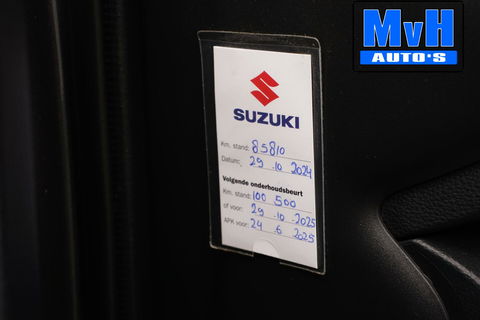 MvH
AUTO'S
SUZUKI
Km. stand: 85810
Datum: 29 .10 .2024
Volgende onderhoudsbeurt
Km. stand: 100 500
of voor: 29 .10 .2025
APK voor: 24 .6 .2025